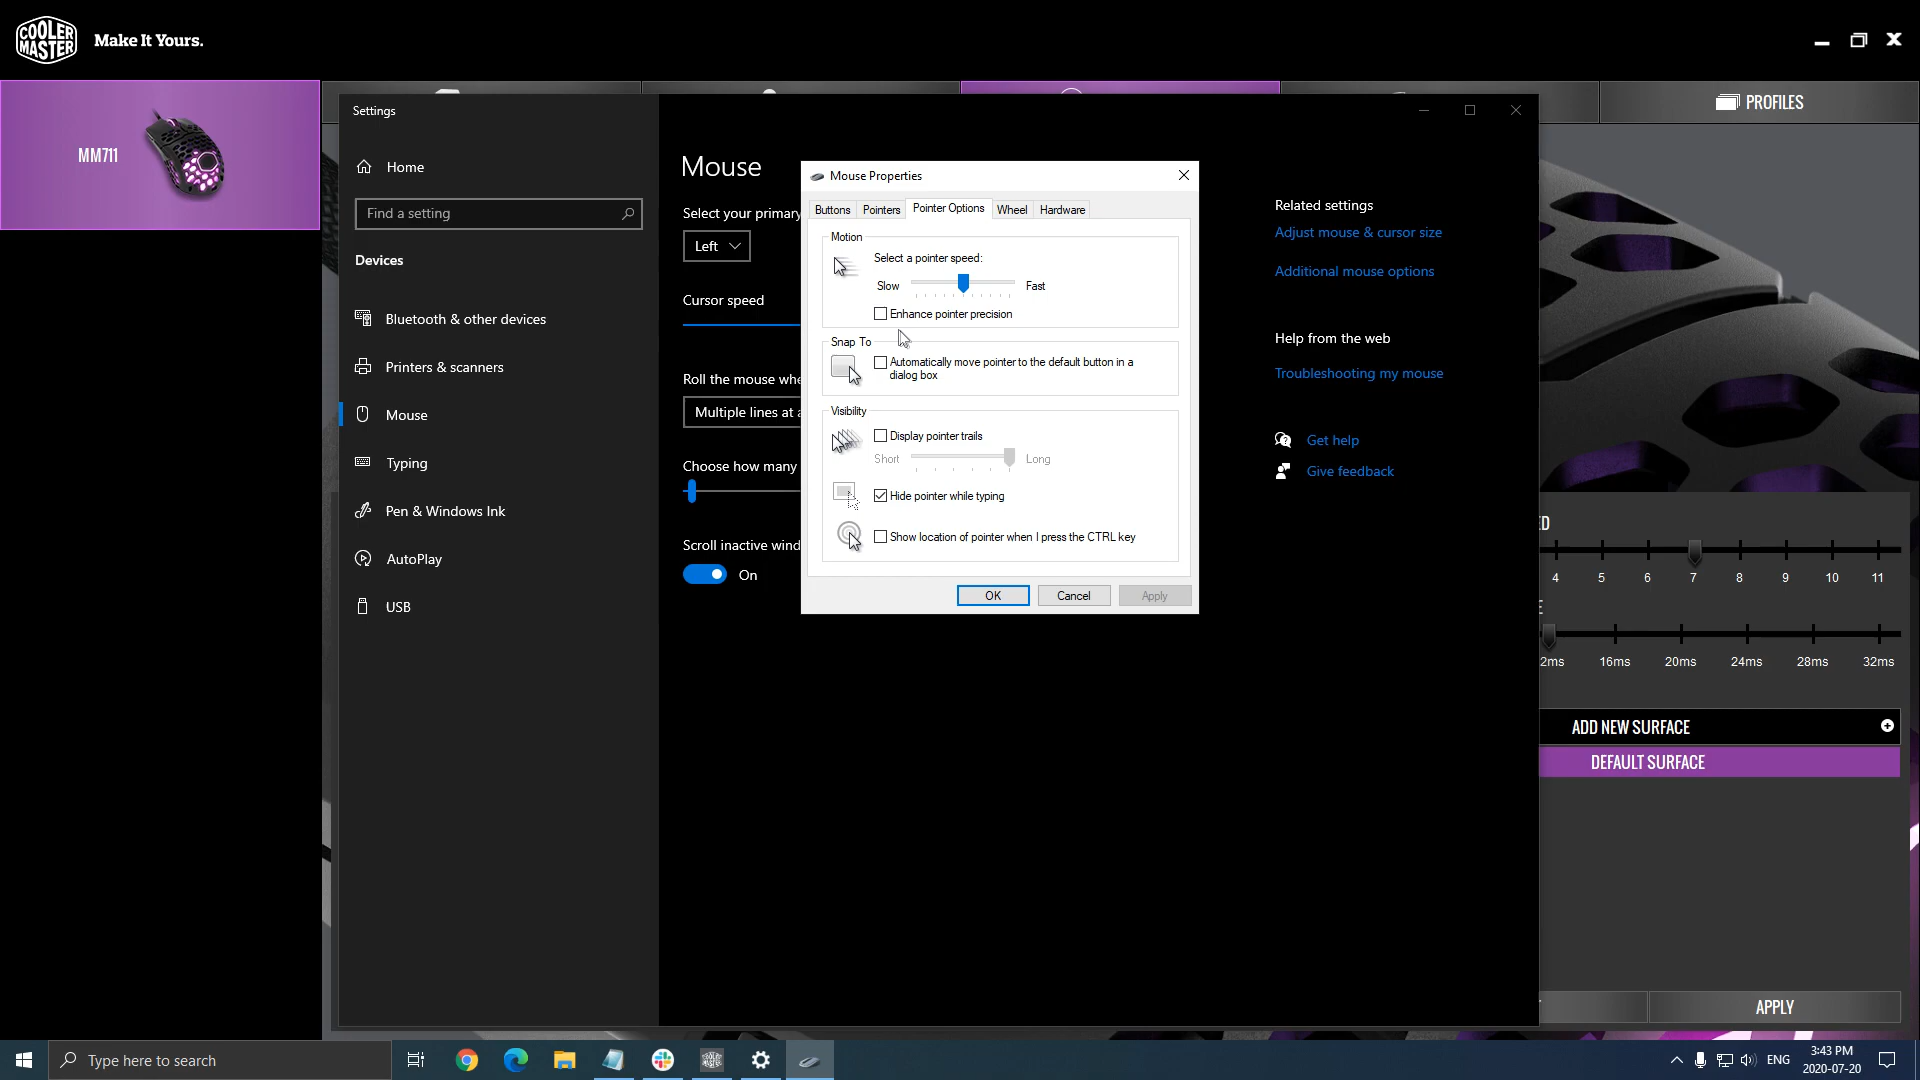 COOLER
MASTER
Make It Yours.
MM711
PROFILES
Settings
Home
Find a setting
Devices
Bluetooth & other devices
Printers & scanners
Mouse
Typing
Pen & Windows Ink
AutoPlay
USB
Mouse
Select your primary
Left
Cursor speed
Roll the mouse whe
Multiple lines at a
Choose how many
Scroll inactive wind
On
Mouse Properties
Buttons
Pointers
Pointer Options
Wheel
Hardware
Motion
Select a pointer speed:
Slow
Fast
Enhance pointer precision
Snap To
Automatically move pointer to the default button in a
dialog box
Visibility
Display pointer trails
Short
Long
Hide pointer while typing
Show location of pointer when I press the CTRL key
OK
Cancel
Apply
Related settings
Adjust mouse & cursor size
Additional mouse options
Help from the web
Troubleshooting my mouse
Get help
Give feedback
ED
4 5 6 7 8 9 10 11
E
2ms 16ms 20ms 24ms 28ms 32ms
ADD NEW SURFACE
DEFAULT SURFACE
APPLY
Type here to search
ENG
3:43 PM
2020-07-20